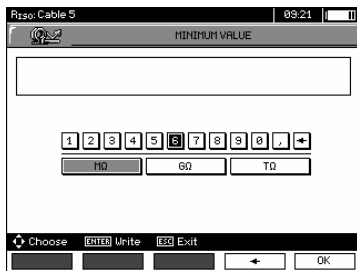 RISO: Cable 5 09:21
MINIMUM VALUE
1 2 3 4 5 6 7 8 9 0 , ←
MΩ GΩ TΩ
Choose ENTER Write ESC Exit
← OK